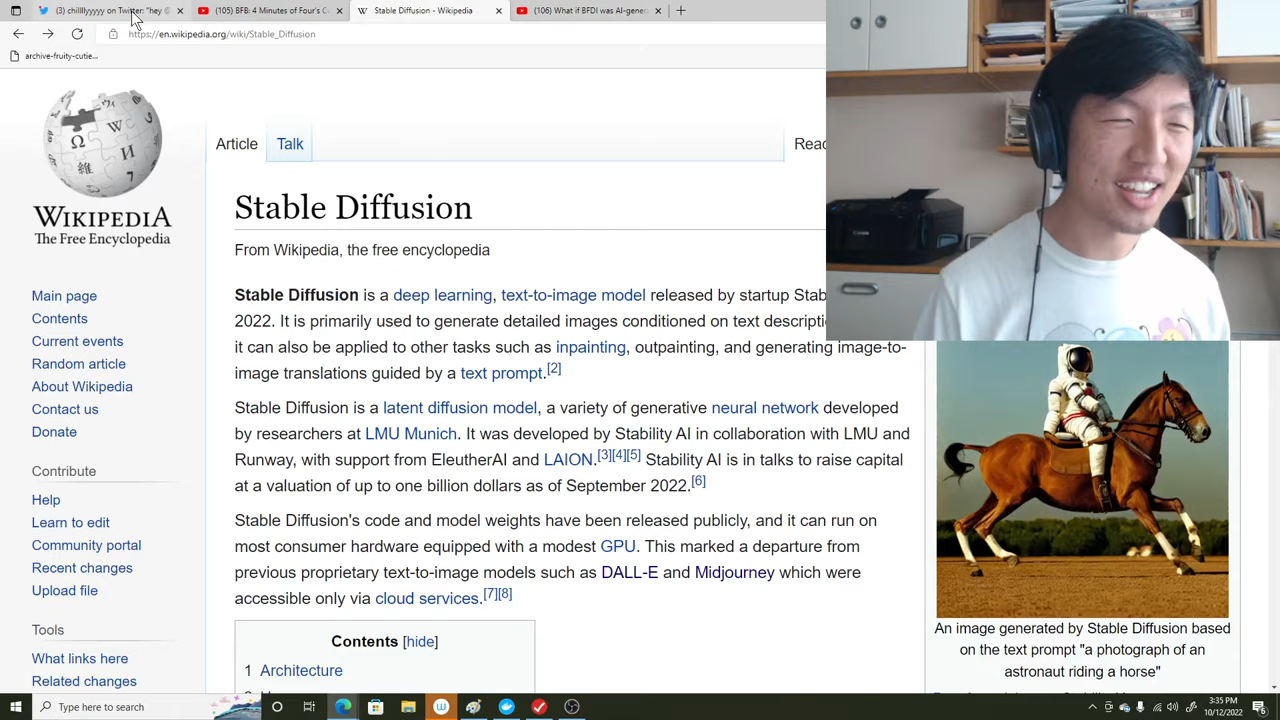 (3) chillllyyyyy on Twitter: "hey @
(105) BFB: 4 Minutes of Four's C
Stable Diffusion - Wikipedia
(106) What if BFDI was AI-gener
https://en.wikipedia.org/wiki/Stable_Diffusion
archive-fruity-cutie...
WIKIPEDIA
The Free Encyclopedia
Main page
Contents
Current events
Random article
About Wikipedia
Contact us
Donate
Contribute
Help
Learn to edit
Community portal
Recent changes
Upload file
Tools
What links here
Related changes
Article
Talk
Read
Stable Diffusion
From Wikipedia, the free encyclopedia
Stable Diffusion is a deep learning, text-to-image model released by startup Stab
2022. It is primarily used to generate detailed images conditioned on text descripti
it can also be applied to other tasks such as inpainting, outpainting, and generating image-to-
image translations guided by a text prompt.[2]
Stable Diffusion is a latent diffusion model, a variety of generative neural network developed
by researchers at LMU Munich. It was developed by Stability AI in collaboration with LMU and
Runway, with support from EleutherAI and LAION.[3][4][5] Stability AI is in talks to raise capital
at a valuation of up to one billion dollars as of September 2022.[6]
Stable Diffusion's code and model weights have been released publicly, and it can run on
most consumer hardware equipped with a modest GPU. This marked a departure from
previous proprietary text-to-image models such as DALL-E and Midjourney which were
accessible only via cloud services.[7][8]
Contents [hide]
1 Architecture
An image generated by Stable Diffusion based
on the text prompt "a photograph of an
astronaut riding a horse"
Type here to search
3:35 PM
10/12/2022